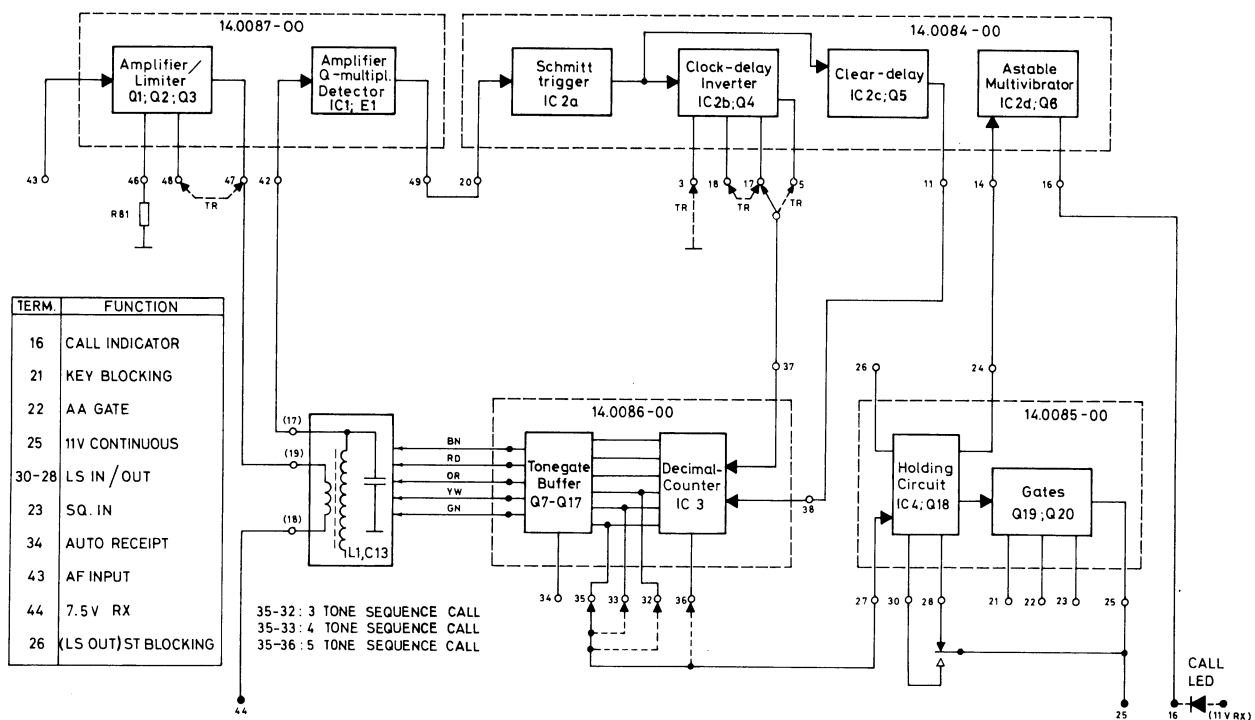 14.0087-00
Amplifier/
Limiter
Q1; Q2; Q3
Amplifier
Q-multipl.
Detector
IC1; E1
14.0084-00
Schmitt
trigger
IC2a
Clock-delay
Inverter
IC2b;Q4
Clear-delay
IC2c;Q5
Astable
Multivibrator
IC2d;Q6
43
46
48
47
42
49
20
3
18
17
5
11
14
16
TR
TR
TR
R81
TERM. FUNCTION
16 CALL INDICATOR
21 KEY BLOCKING
22 AA GATE
25 11V CONTINUOUS
30-28 LS IN/OUT
23 SQ. IN
34 AUTO RECEIPT
43 AF INPUT
44 7.5V RX
26 (LS OUT) ST BLOCKING
(17)
(19)
(18)
L1,C13
BN
RD
OR
YW
GN
14.0086-00
Tonegate
Buffer
Q7-Q17
Decimal-
Counter
IC 3
37
38
26
24
14.0085-00
Holding
Circuit
IC4;Q18
Gates
Q19;Q20
34
35
33
32
36
27
30
28
21
22
23
25
35-32: 3 TONE SEQUENCE CALL
35-33: 4 TONE SEQUENCE CALL
35-36: 5 TONE SEQUENCE CALL
CALL
LED
44
25
16
(11V RX)